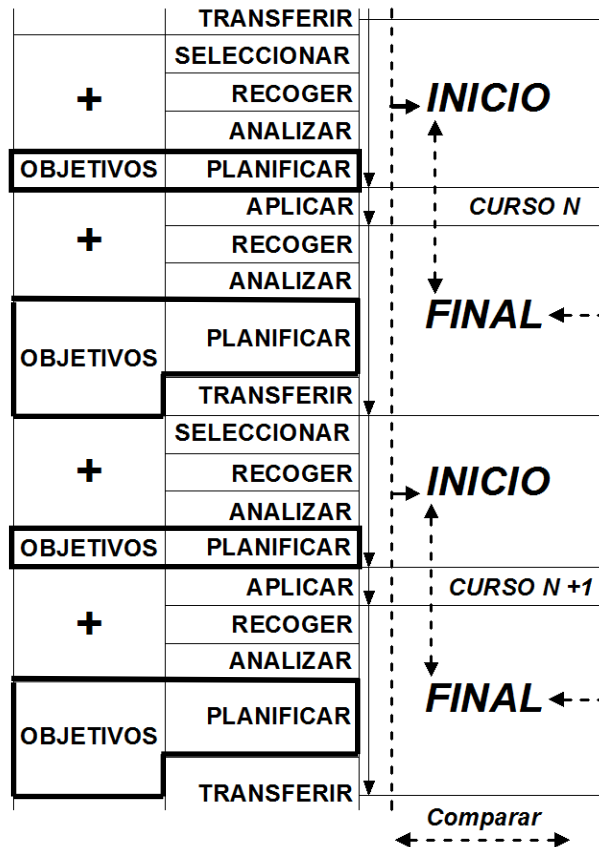 TRANSFERIR
SELECCIONAR
+
RECOGER
INICIO
ANALIZAR
OBJETIVOS
PLANIFICAR
APLICAR
CURSO N
+
RECOGER
ANALIZAR
FINAL
PLANIFICAR
OBJETIVOS
TRANSFERIR
SELECCIONAR
+
RECOGER
INICIO
ANALIZAR
OBJETIVOS
PLANIFICAR
APLICAR
CURSO N +1
+
RECOGER
ANALIZAR
FINAL
PLANIFICAR
OBJETIVOS
TRANSFERIR
Comparar